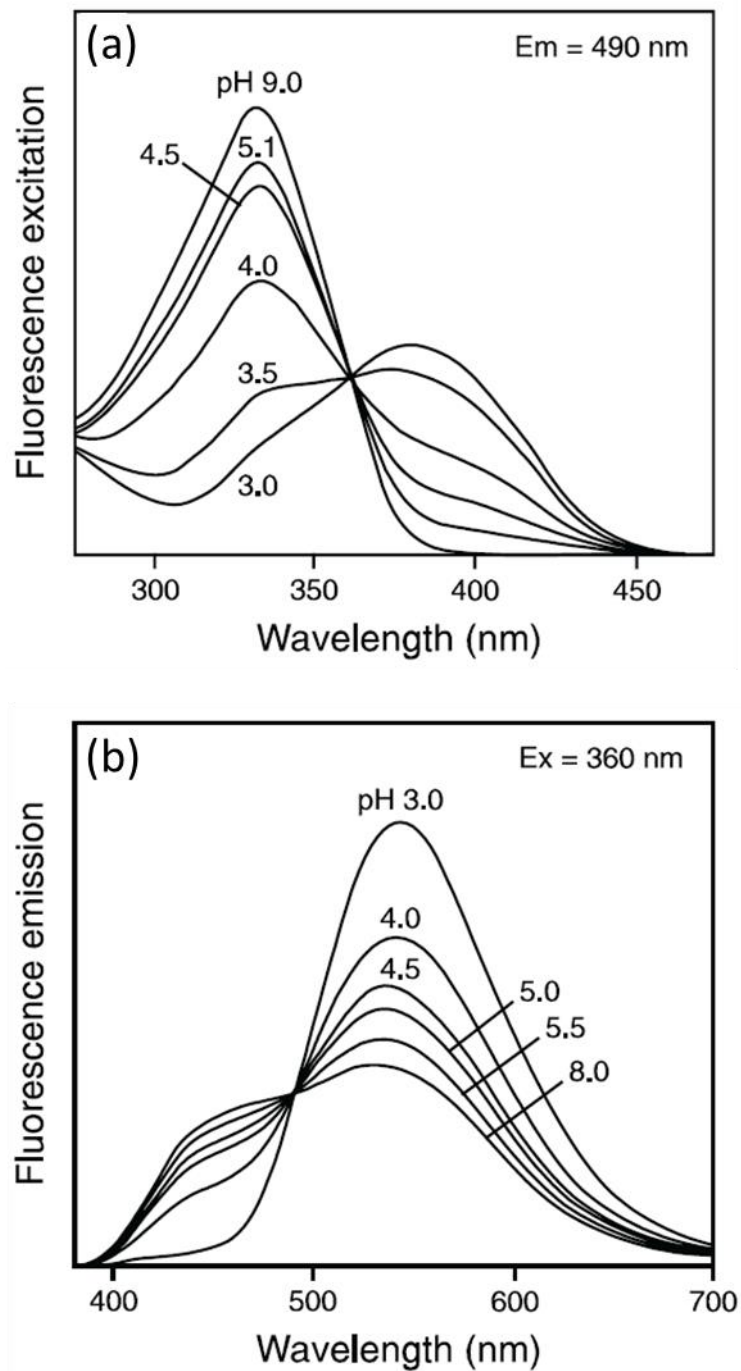 (a)
Em = 490 nm
pH 9.0
5.1
4.5
4.0
3.5
3.0
Fluorescence excitation
300 350 400 450
Wavelength (nm)
(b)
Ex = 360 nm
pH 3.0
4.0
4.5
5.0
5.5
8.0
Fluorescence emission
400 500 600 700
Wavelength (nm)